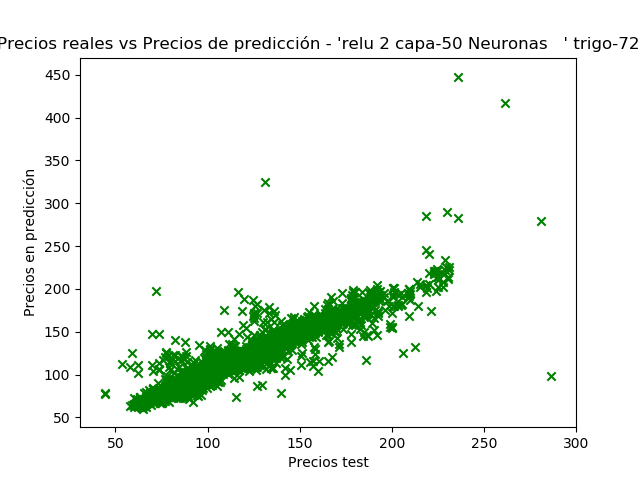 Precios reales vs Precios de predicción - 'relu 2 capa-50 Neuronas   ' trigo-72
Precios en predicción
450
400
350
300
250
200
150
100
50
50 100 150 200 250 300
Precios test